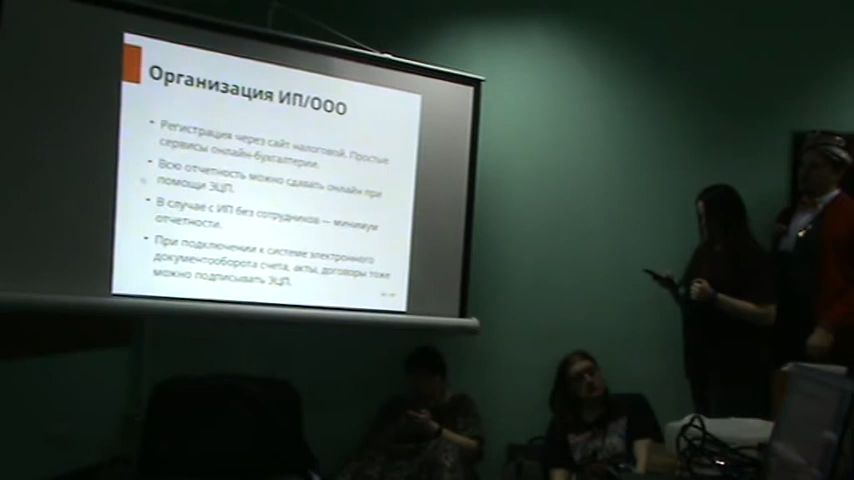 Организация ИП/ООО
• Регистрация через сайт налоговой. Простые
сервисы онлайн-бухгалтерии.
• Всю отчетность можно сдавать онлайн при
помощи ЭЦП.
• В случае с ИП без сотрудников — минимум
отчетности.
• При подключении к системе электронного
документооборота счета, акты, договоры тоже
можно подписывать ЭЦП.